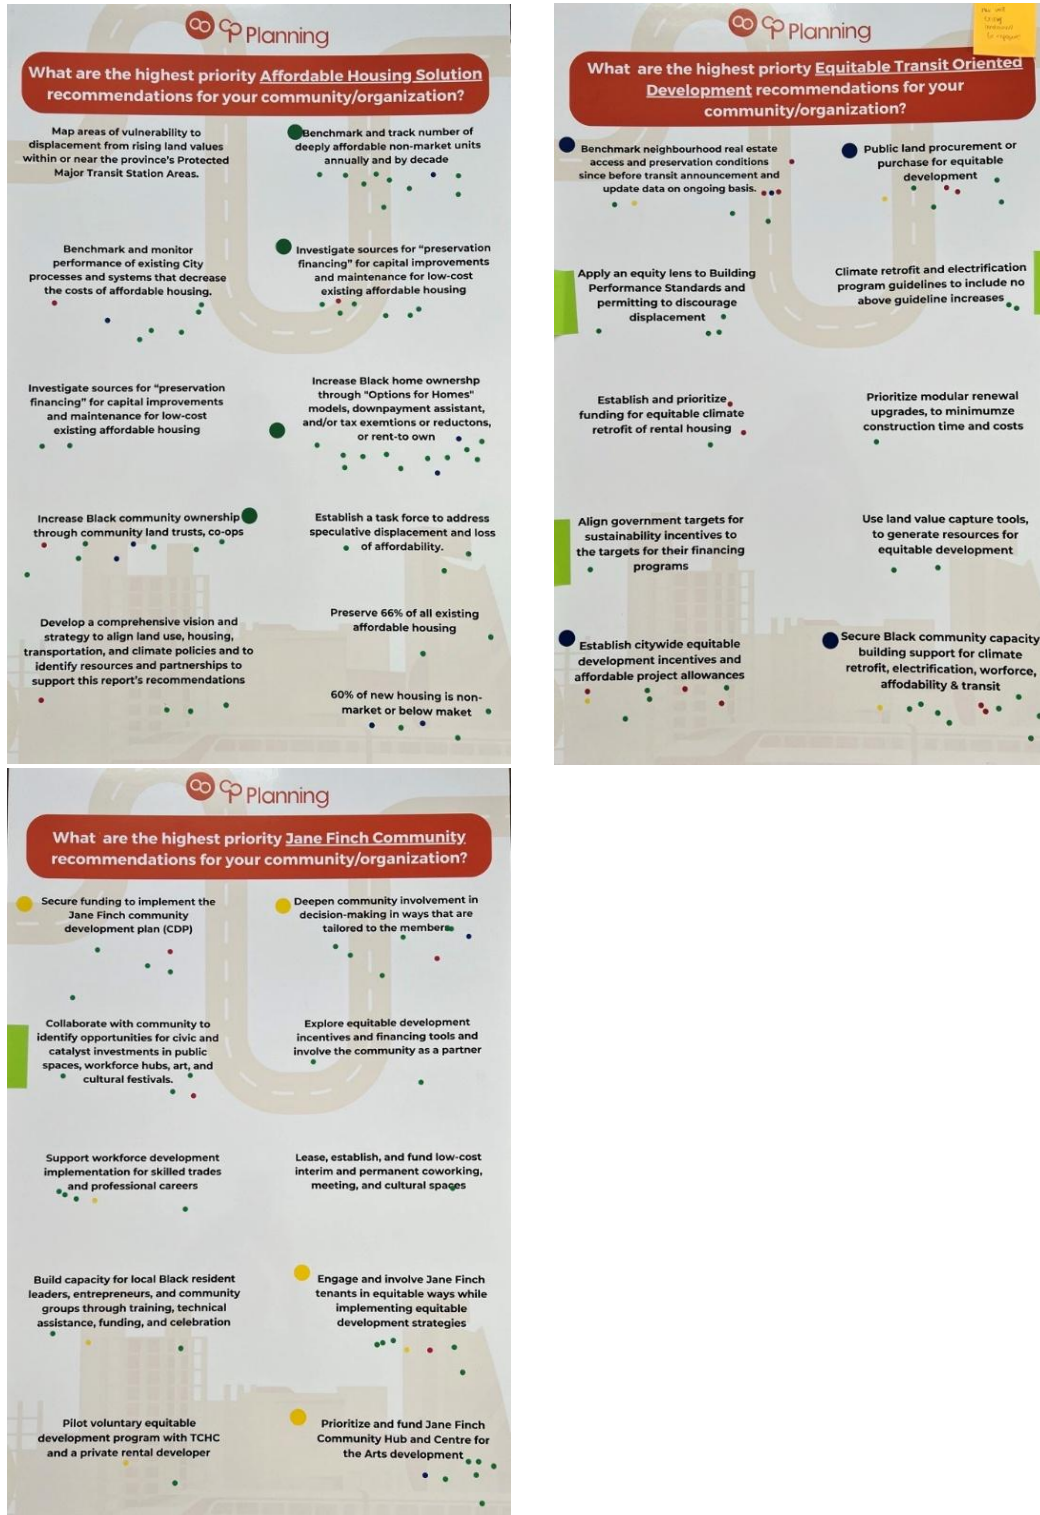 CP Planning
What are the highest priority Affordable Housing Solution
recommendations for your community/organization?
Map areas of vulnerability to
displacement from rising land values
within or near the province's Protected
Major Transit Station Areas.
Benchmark and track number of
deeply affordable non-market units
annually and by decade
Benchmark and monitor
performance of existing City
processes and systems that decrease
the costs of affordable housing.
Investigate sources for "preservation
financing" for capital improvements
and maintenance for low-cost
existing affordable housing
Investigate sources for "preservation
financing" for capital improvements
and maintenance for low-cost
existing affordable housing
Increase Black home ownershp
through "Options for Homes"
models, downpayment assistant,
and/or tax exemtions or reductons,
or rent-to own
Increase Black community ownership
through community land trusts, co-ops
Establish a task force to address
speculative displacement and loss
of affordability.
Develop a comprehensive vision and
strategy to align land use, housing,
transportation, and climate policies and to
identify resources and partnerships to
support this report's recommendations
Preserve 66% of all existing
affordable housing
60% of new housing is non-
market or below maket
CP Planning
What are the highest priorty Equitable Transit Oriented
Development recommendations for your
community/organization?
Benchmark neighbourhood real estate
access and preservation conditions
since before transit announcement and
update data on ongoing basis.
Public land procurement or
purchase for equitable
development
Apply an equity lens to Building
Performance Standards and
permitting to discourage
displacement
Climate retrofit and electrification
program guidelines to include no
above guideline increases
Establish and prioritize
funding for equitable climate
retrofit of rental housing
Prioritize modular renewal
upgrades, to minimumze
construction time and costs
Align government targets for
sustainability incentives to
the targets for their financing
programs
Use land value capture tools,
to generate resources for
equitable development
Establish citywide equitable
development incentives and
affordable project allowances
Secure Black community capacity
building support for climate
retrofit, electrification, worforce,
affodability & transit
CP Planning
What are the highest priority Jane Finch Community
recommendations for your community/organization?
Secure funding to implement the
Jane Finch community
development plan (CDP)
Deepen community involvement in
decision-making in ways that are
tailored to the members
Collaborate with community to
identify opportunities for civic and
catalyst investments in public
spaces, workforce hubs, art, and
cultural festivals.
Explore equitable development
incentives and financing tools and
involve the community as a partner
Support workforce development
implementation for skilled trades
and professional careers
Lease, establish, and fund low-cost
interim and permanent coworking,
meeting, and cultural spaces
Build capacity for local Black resident
leaders, entrepreneurs, and community
groups through training, technical
assistance, funding, and celebration
Engage and involve Jane Finch
tenants in equitable ways while
implementing equitable
development strategies
Pilot voluntary equitable
development program with TCHC
and a private rental developer
Prioritize and fund Jane Finch
Community Hub and Centre for
the Arts development